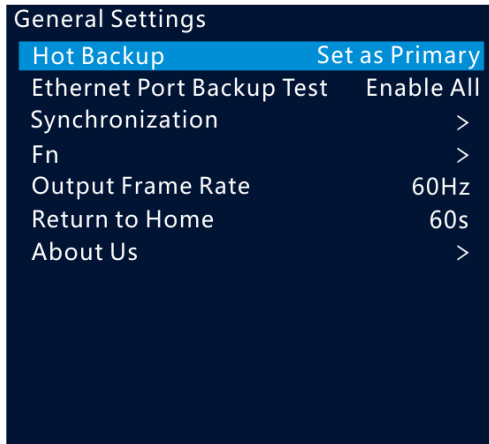 General Settings
Hot Backup Set as Primary
Ethernet Port Backup Test Enable All
Synchronization >
Fn >
Output Frame Rate 60Hz
Return to Home 60s
About Us >